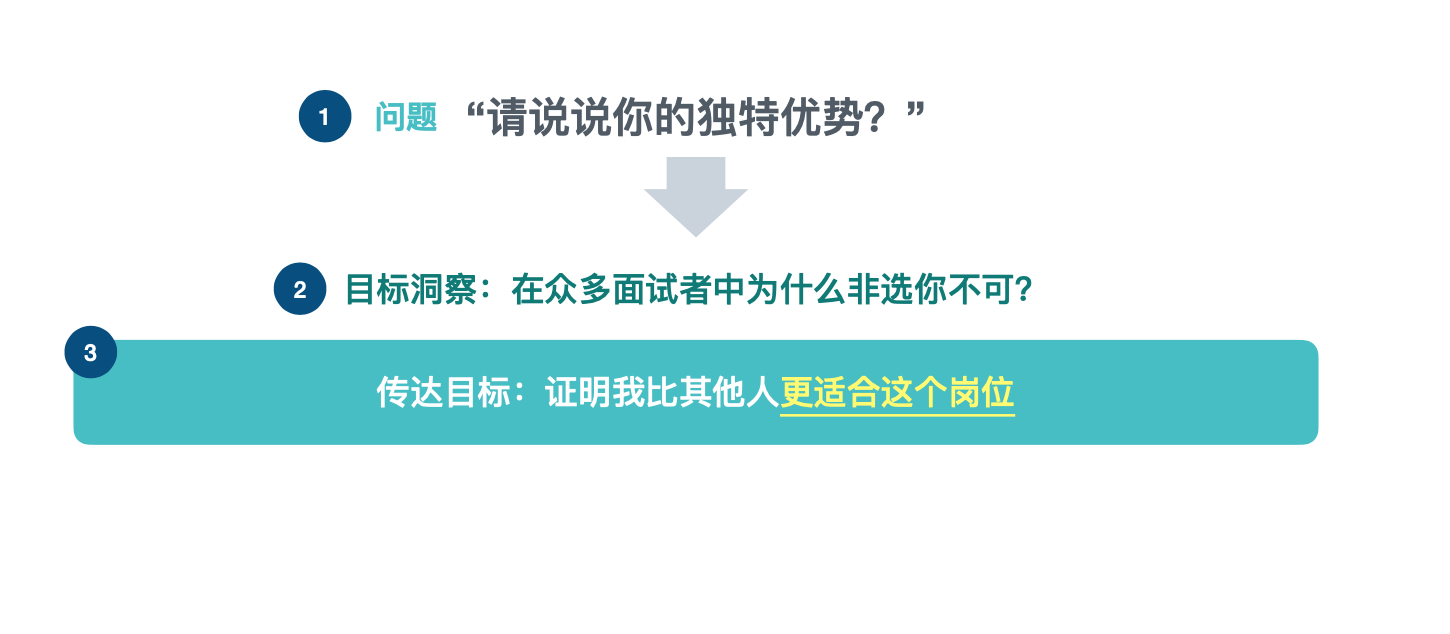 1 问题 “请说说你的独特优势？”
2 目标洞察：在众多面试者中为什么非选你不可？
3
传达目标：证明我比其他人更适合这个岗位